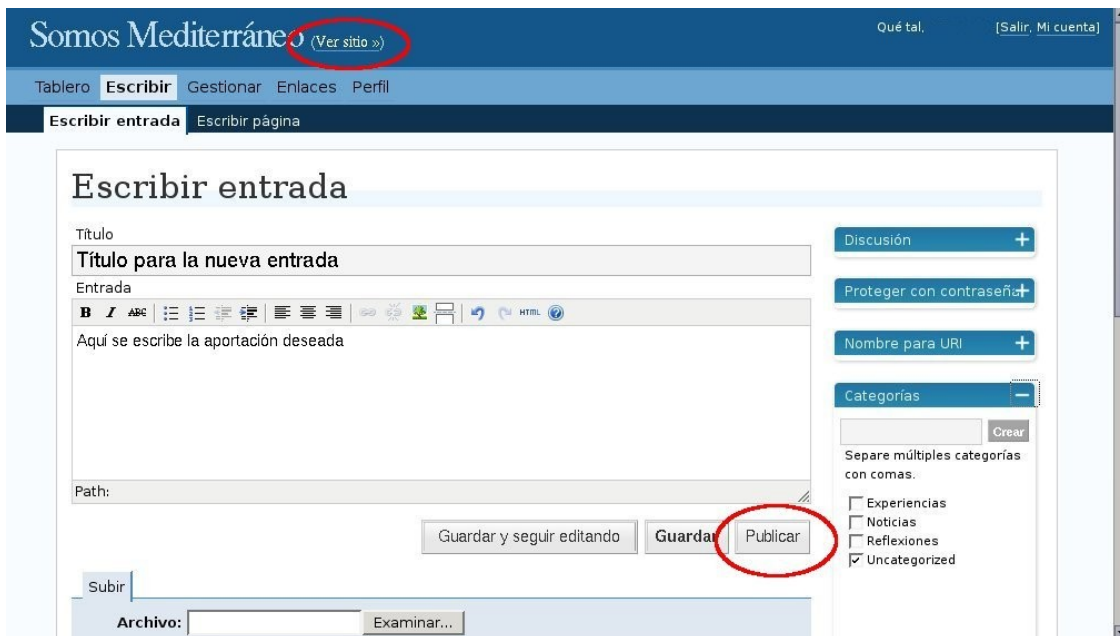 Somos Mediterráneo (Ver sitio »)
Qué tal, [Salir, Mi cuenta]
Tablero Escribir Gestionar Enlaces Perfil
Escribir entrada Escribir página
Escribir entrada
Título
Título para la nueva entrada
Entrada
B I ABC HTML
Aquí se escribe la aportación deseada
Path:
Guardar y seguir editando Guardar Publicar
Subir
Archivo: Examinar...
Discusión
Proteger con contraseña
Nombre para URI
Categorías
Crear
Separe múltiples categorías
con comas.
Experiencias
Noticias
Reflexiones
Uncategorized